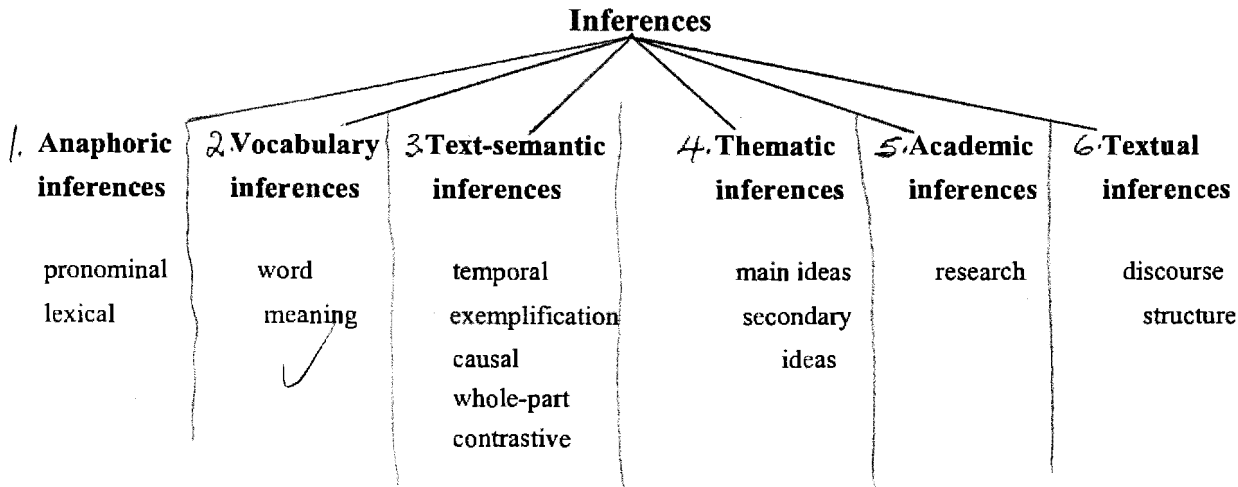 Inferences
1. Anaphoric
inferences
pronominal
lexical
2. Vocabulary
inferences
word
meaning
3. Text-semantic
inferences
temporal
exemplification
causal
whole-part
contrastive
4. Thematic
inferences
main ideas
secondary
ideas
5. Academic
inferences
research
6. Textual
inferences
discourse
structure